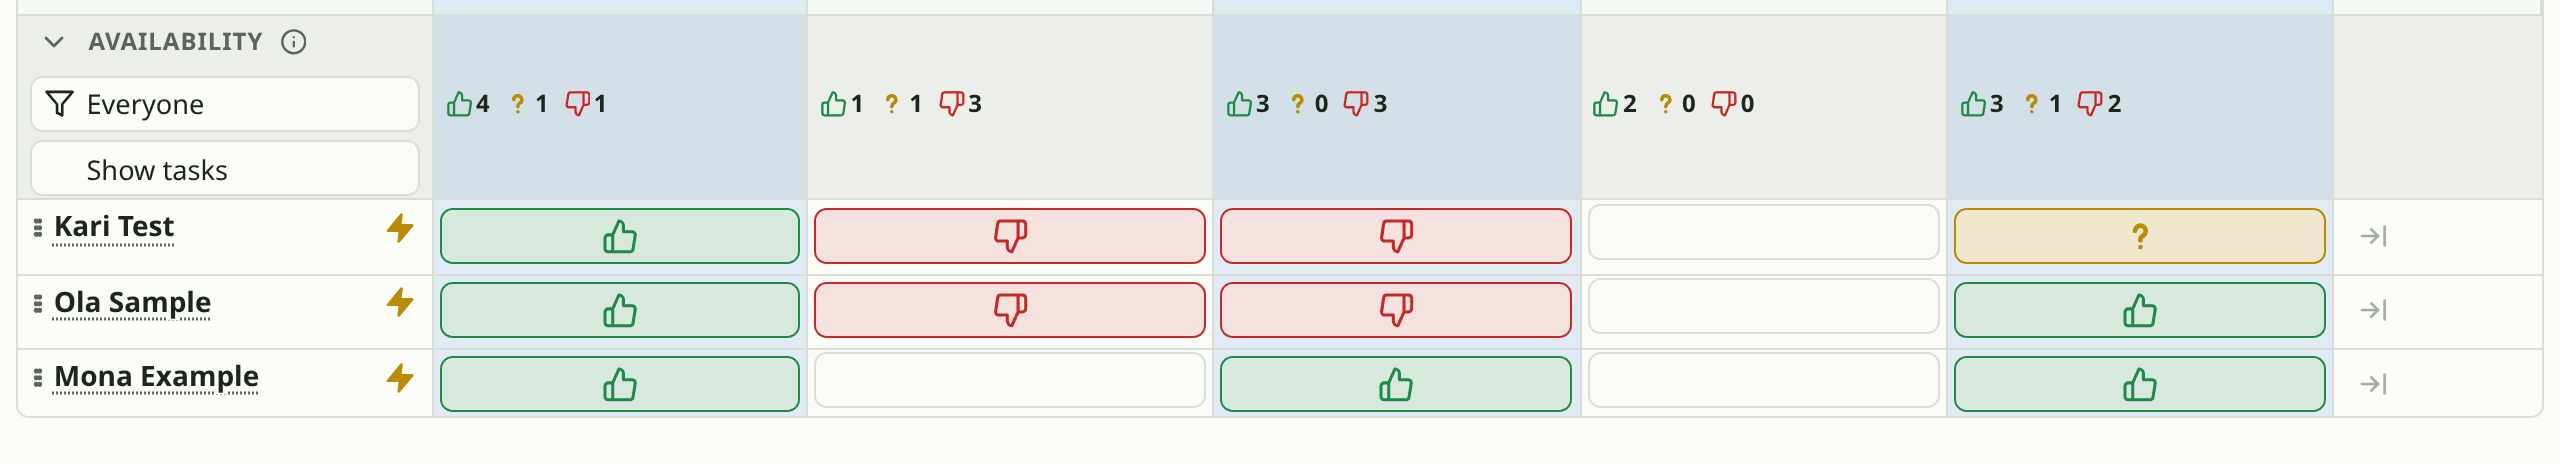 AVAILABILITY
Everyone
4 ? 1 1
1 ? 1 3
3 ? 0 3
2 ? 0 0
3 ? 1 2
Show tasks
Kari Test
?
Ola Sample
Mona Example